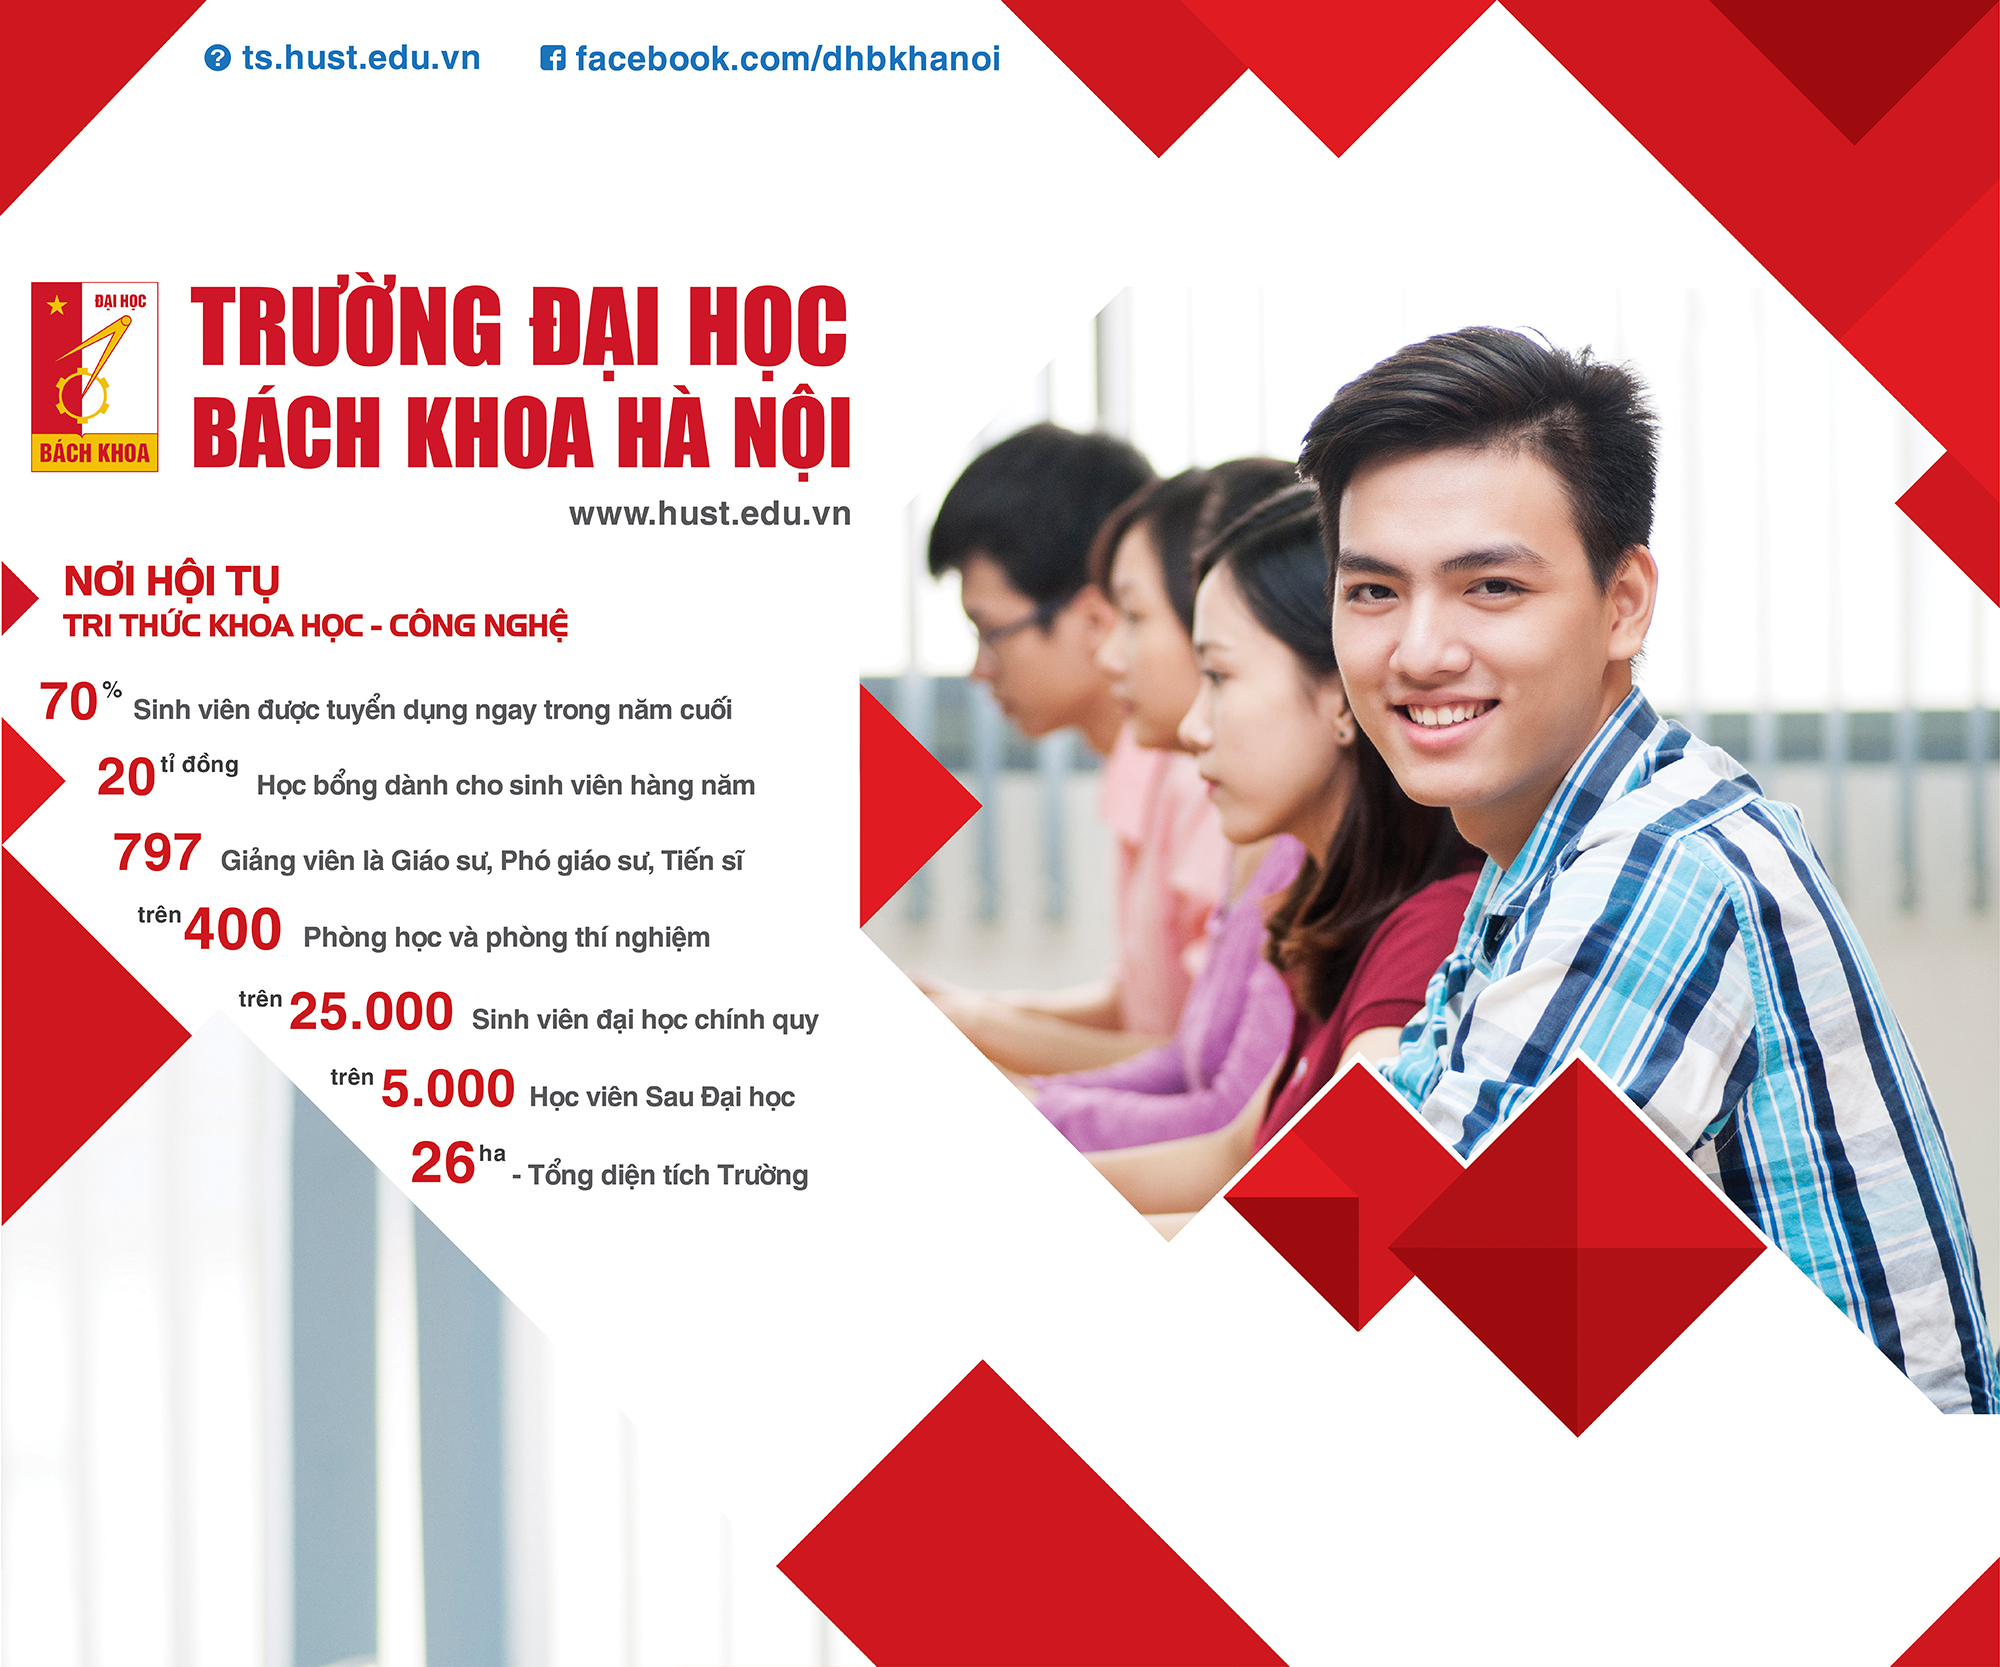 ts.hust.edu.vn facebook.com/dhbkhanoi
ĐẠI HỌC
BÁCH KHOA
TRƯỜNG ĐẠI HỌC
BÁCH KHOA HÀ NỘI
www.hust.edu.vn
NƠI HỘI TỤ
TRI THỨC KHOA HỌC - CÔNG NGHỆ
70% Sinh viên được tuyển dụng ngay trong năm cuối
20 tỉ đồng Học bổng dành cho sinh viên hàng năm
797 Giảng viên là Giáo sư, Phó giáo sư, Tiến sĩ
trên 400 Phòng học và phòng thí nghiệm
trên 25.000 Sinh viên đại học chính quy
trên 5.000 Học viên Sau Đại học
26 ha - Tổng diện tích Trường